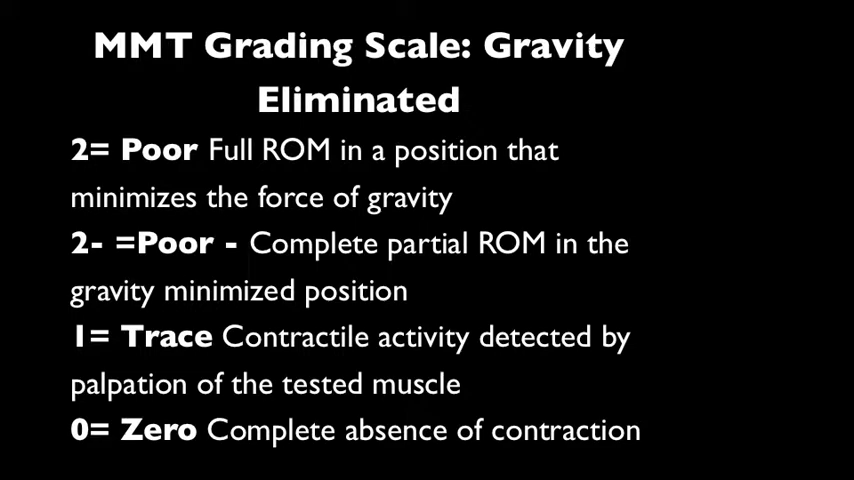 MMT Grading Scale: Gravity
Eliminated
2= Poor Full ROM in a position that
minimizes the force of gravity
2- =Poor - Complete partial ROM in the
gravity minimized position
1= Trace Contractile activity detected by
palpation of the tested muscle
0= Zero Complete absence of contraction